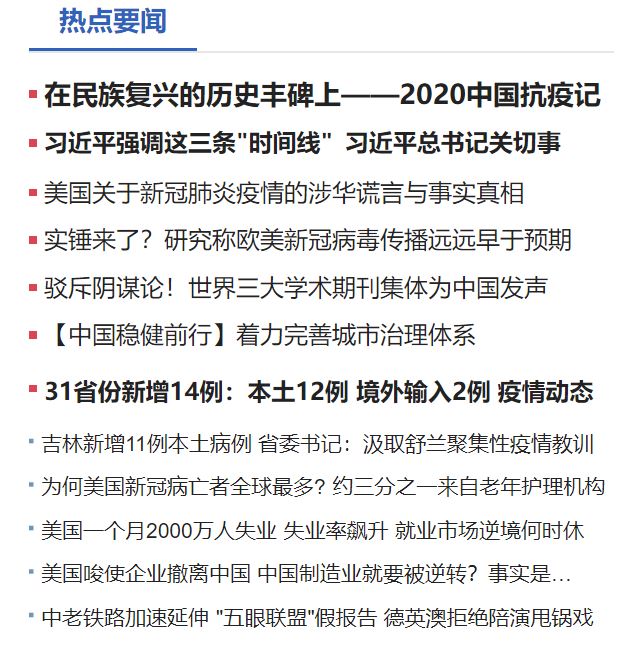 热点要闻
在民族复兴的历史丰碑上——2020中国抗疫记
习近平强调这三条"时间线" 习近平总书记关切事
美国关于新冠肺炎疫情的涉华谎言与事实真相
实锤来了？研究称欧美新冠病毒传播远远早于预期
驳斥阴谋论！世界三大学术期刊集体为中国发声
【中国稳健前行】着力完善城市治理体系
31省份新增14例：本土12例 境外输入2例 疫情动态
吉林新增11例本土病例 省委书记：汲取舒兰聚集性疫情教训
为何美国新冠病亡者全球最多? 约三分之一来自老年护理机构
美国一个月2000万人失业 失业率飙升 就业市场逆境何时休
美国唆使企业撤离中国 中国制造业就要被逆转？事实是…
中老铁路加速延伸 "五眼联盟"假报告 德英澳拒绝陪演甩锅戏